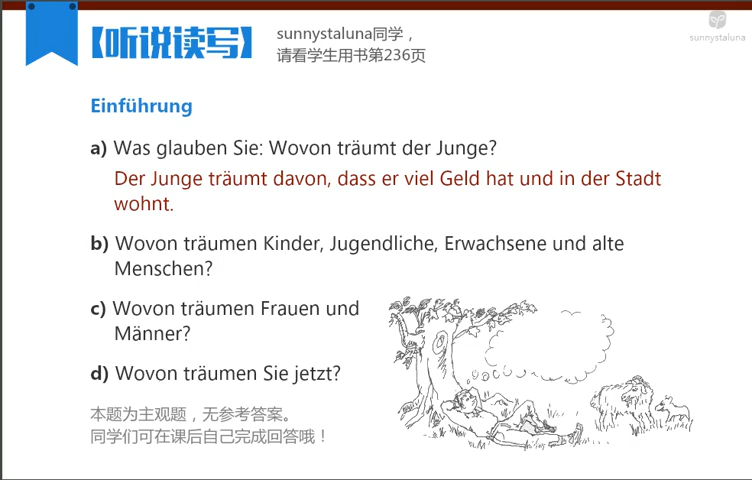 【听说读写】
sunnystaluna同学，
请看学生用书第236页
sunnystaluna
Einführung
a) Was glauben Sie: Wovon träumt der Junge?
Der Junge träumt davon, dass er viel Geld hat und in der Stadt
wohnt.
b) Wovon träumen Kinder, Jugendliche, Erwachsene und alte
Menschen?
c) Wovon träumen Frauen und
Männer?
d) Wovon träumen Sie jetzt?
本题为主观题，无参考答案。
同学们可在课后自己完成回答哦！